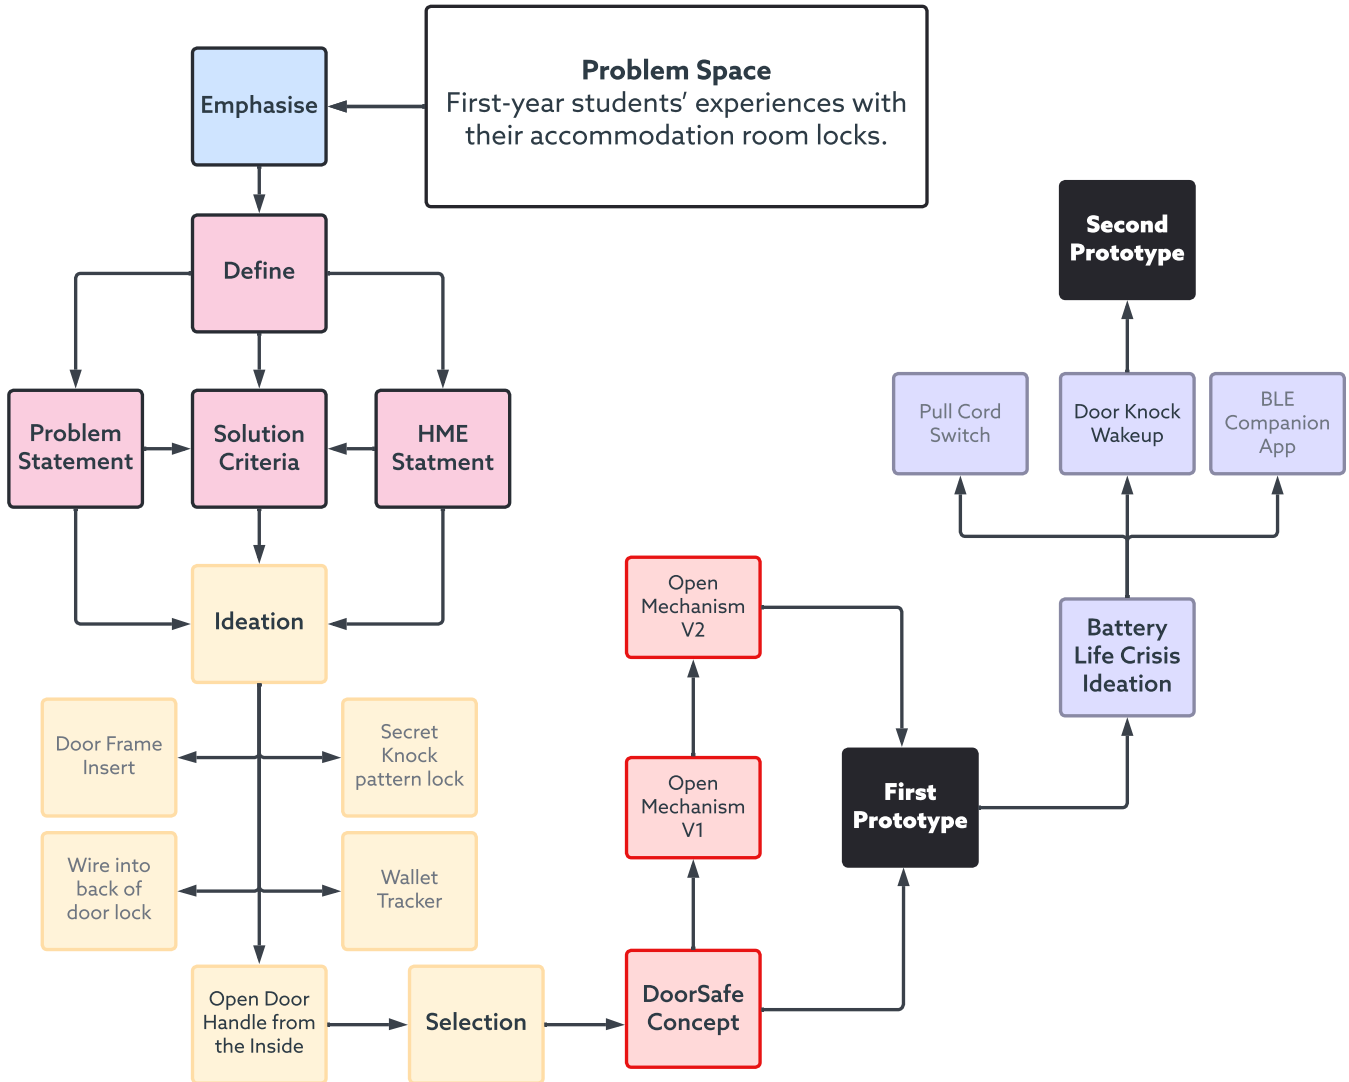 Problem Space
First-year students’ experiences with
their accommodation room locks.
Emphasise
Define
Problem
Statement
Solution
Criteria
HME
Statment
Ideation
Door Frame
Insert
Secret
Knock
pattern lock
Wire into
back of
door lock
Wallet
Tracker
Open Door
Handle from
the Inside
Selection
DoorSafe
Concept
Open
Mechanism
V1
Open
Mechanism
V2
First
Prototype
Battery
Life Crisis
Ideation
Pull Cord
Switch
Door Knock
Wakeup
BLE
Companion
App
Second
Prototype